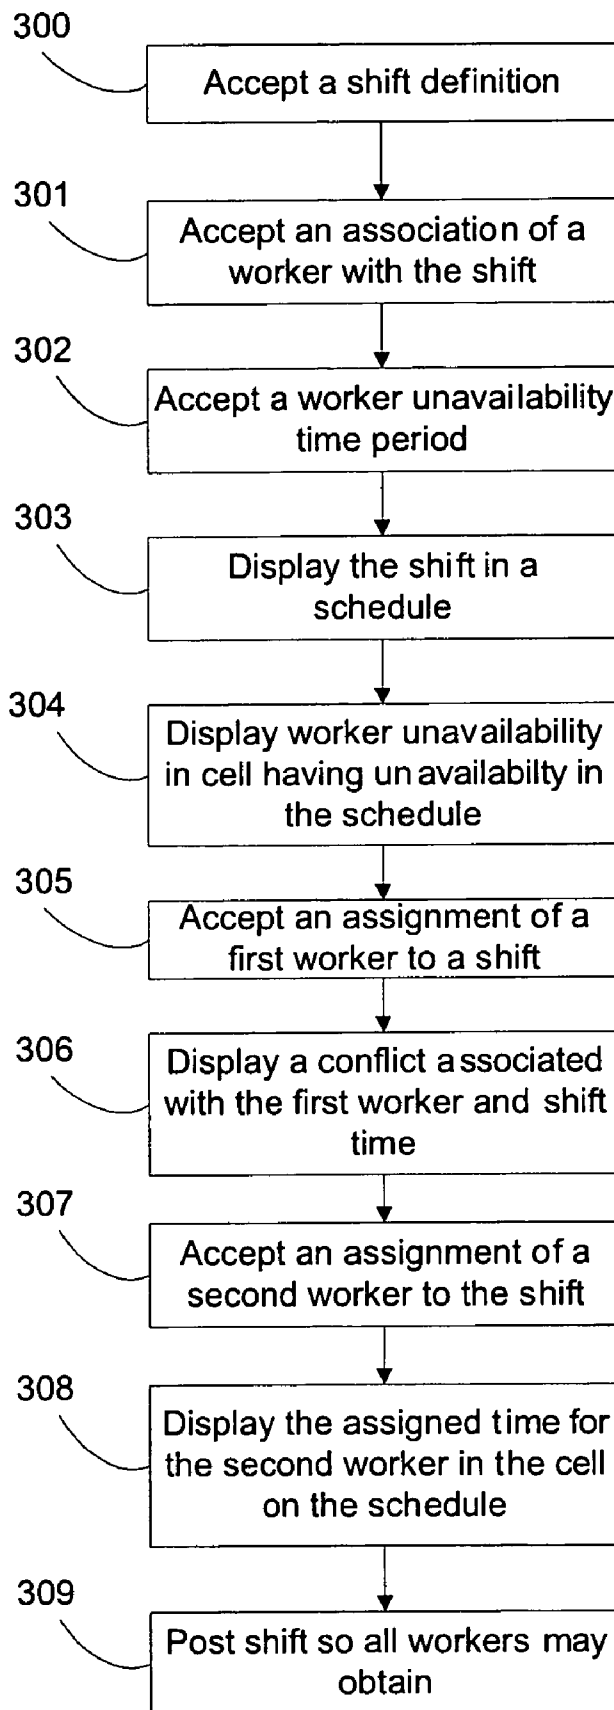 300
Accept a shift definition
301
Accept an association of a
worker with the shift
302
Accept a worker unavailability
time period
303
Display the shift in a
schedule
304
Display worker unavailability
in cell having unavailabilty in
the schedule
305
Accept an assignment of a
first worker to a shift
306
Display a conflict associated
with the first worker and shift
time
307
Accept an assignment of a
second worker to the shift
308
Display the assigned time for
the second worker in the cell
on the schedule
309
Post shift so all workers may
obtain